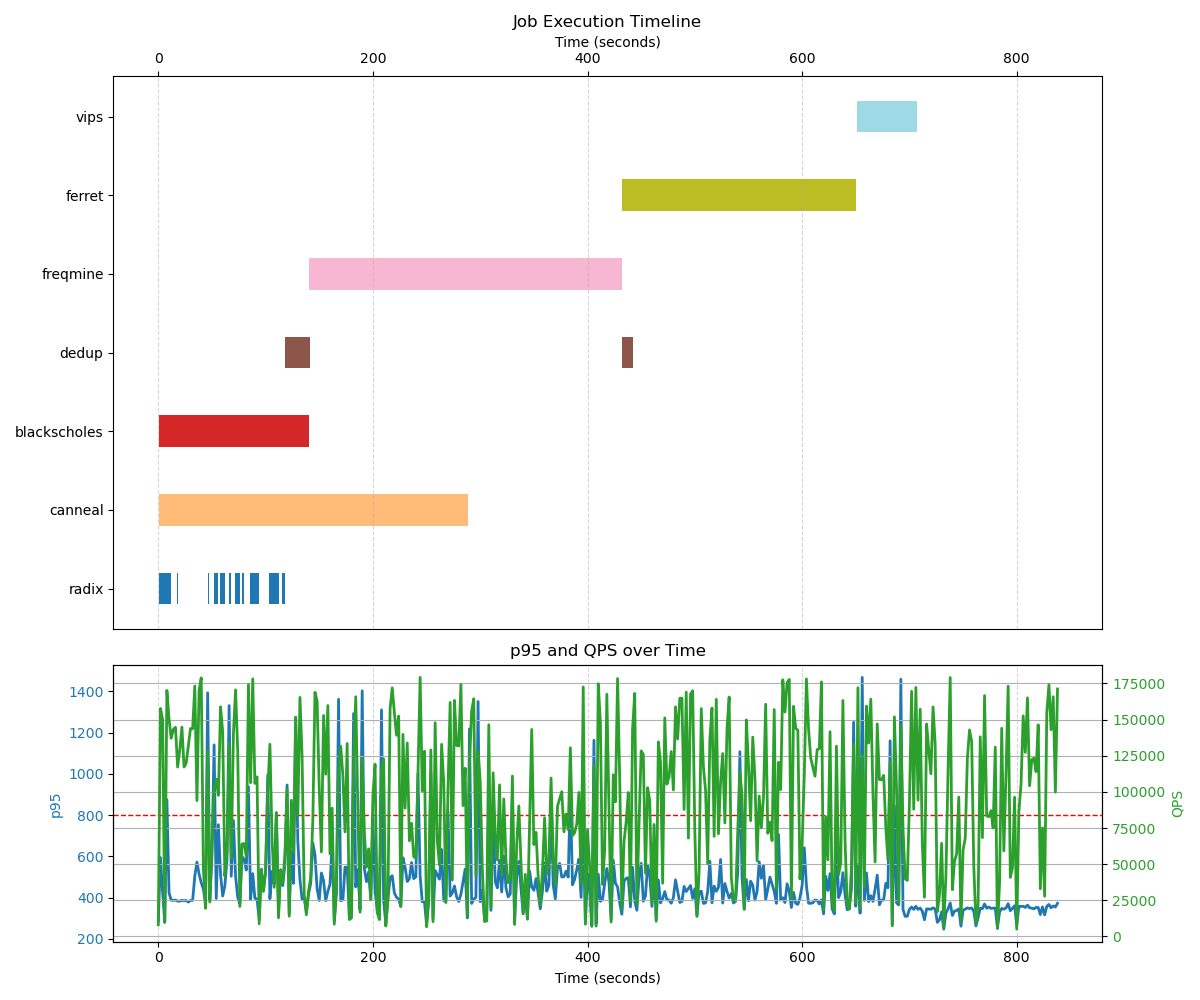 Job Execution Timeline
Time (seconds)
0 200 400 600 800
vips
ferret
freqmine
dedup
blackscholes
canneal
radix
p95 and QPS over Time
1400
1200
1000
800
600
400
200
p95
175000
150000
125000
100000
75000
50000
25000
0
QPS
0 200 400 600 800
Time (seconds)